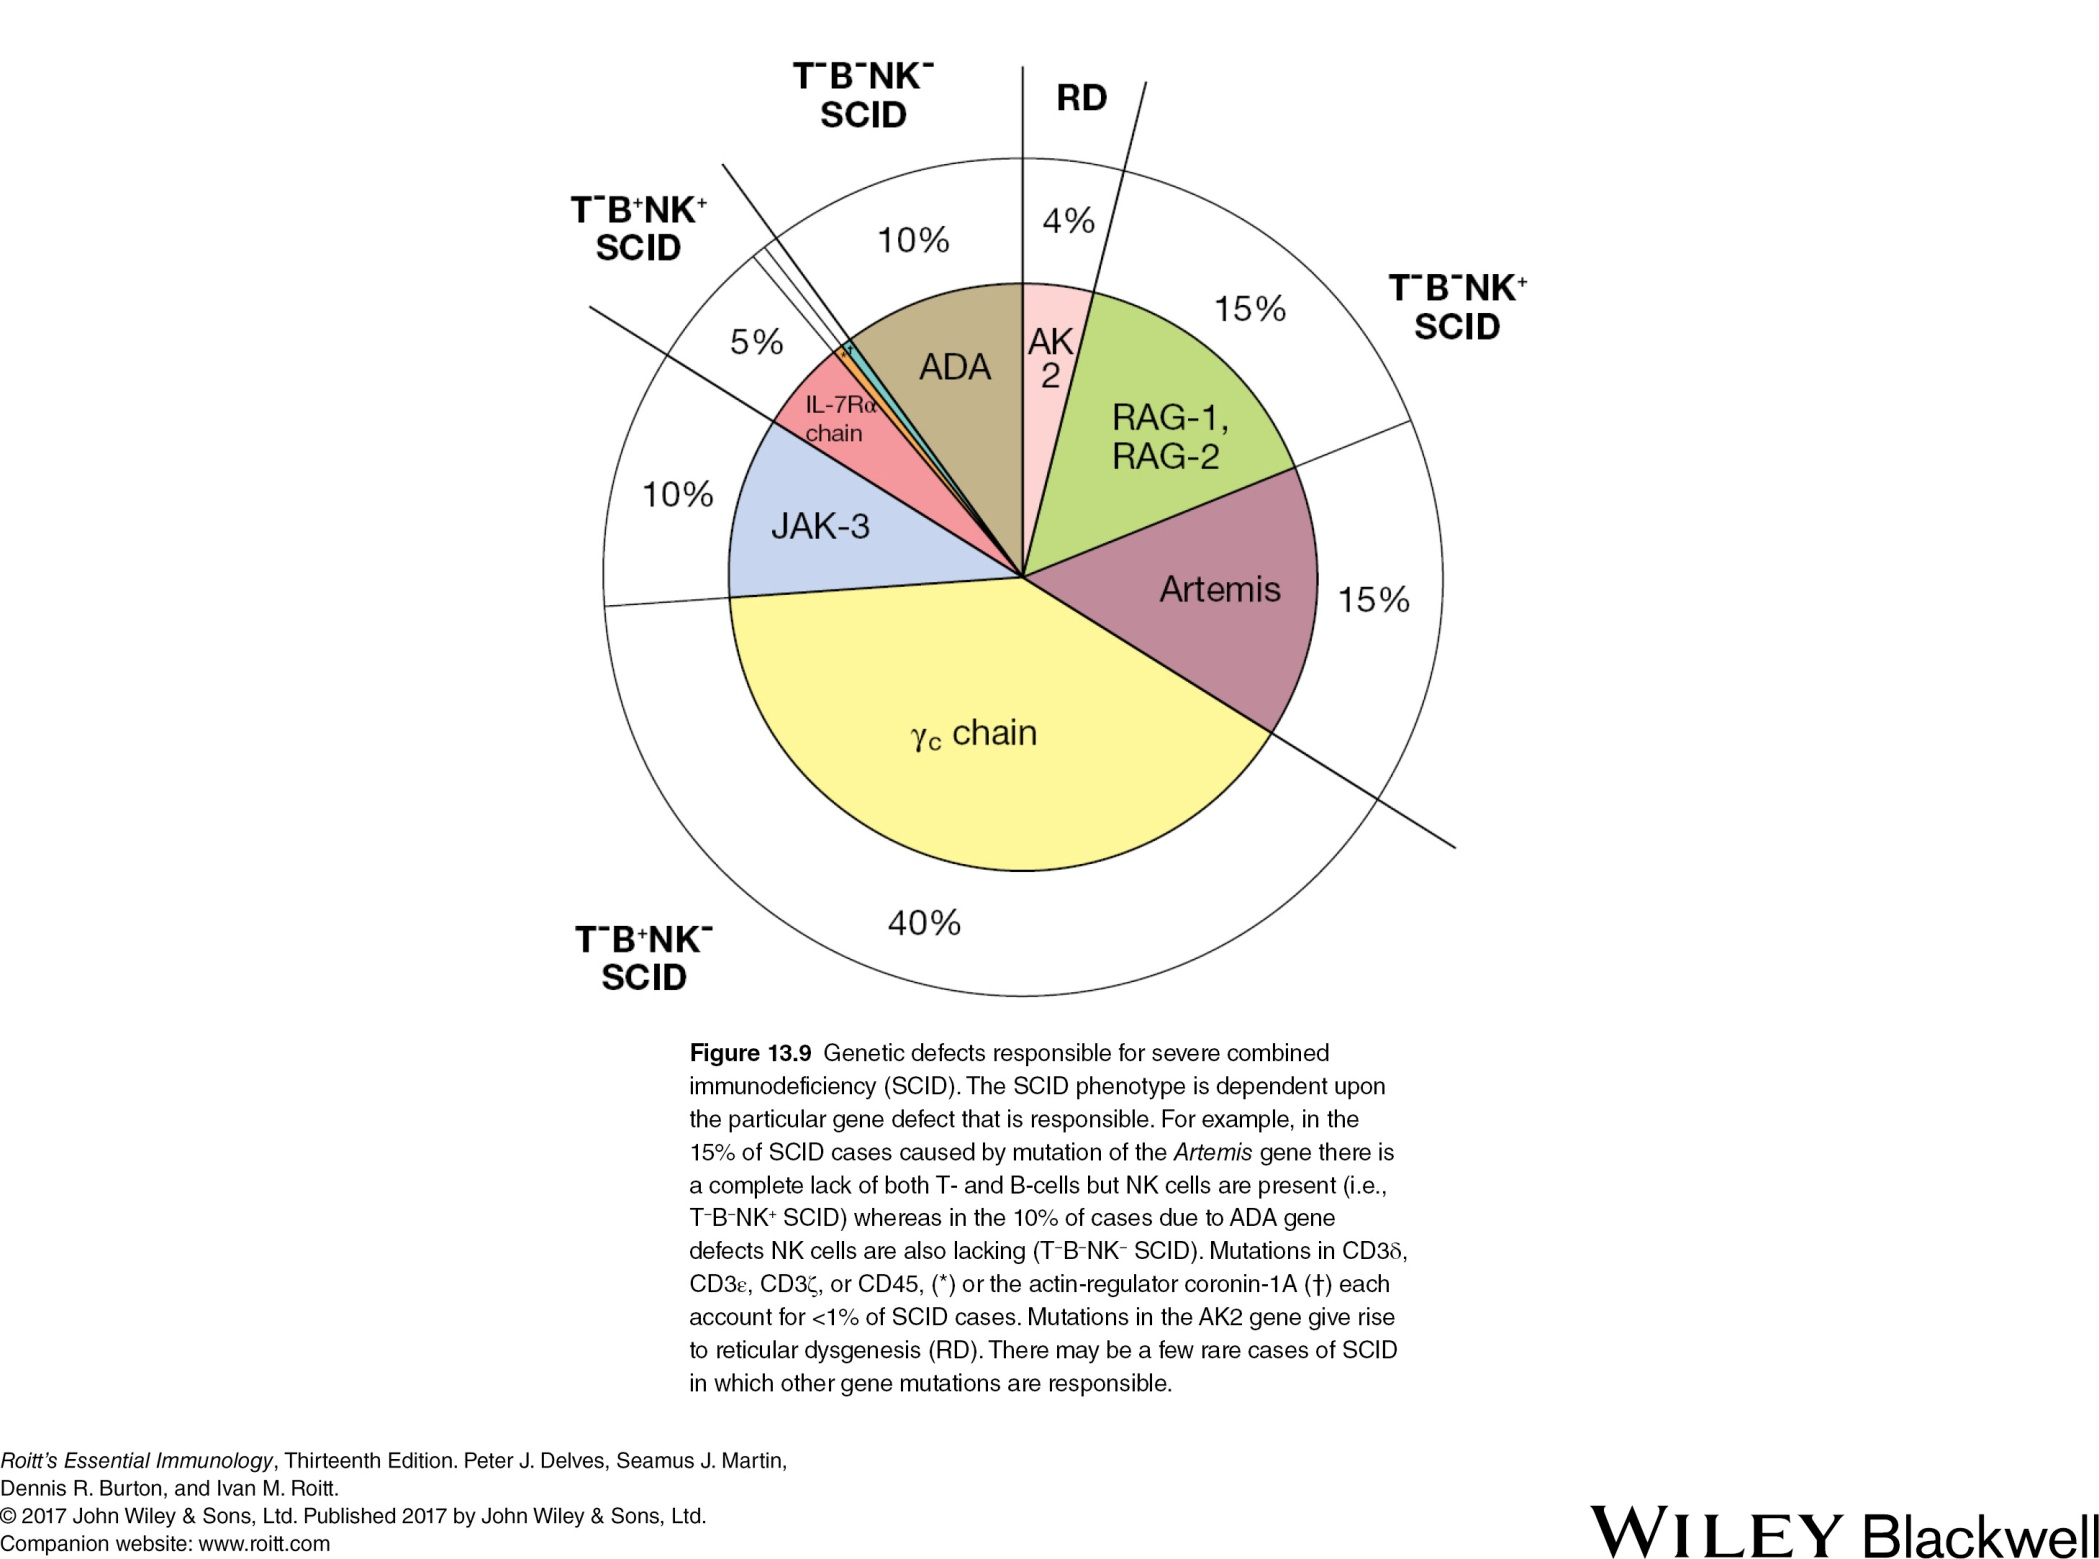 T⁻B⁻NK⁻
SCID
RD
T⁻B⁺NK⁺
SCID
10%
4%
T⁻B⁻NK⁺
SCID
15%
5%
* †
ADA
AK
2
IL-7Rα
chain
RAG-1,
RAG-2
10%
JAK-3
Artemis
15%
γc chain
40%
T⁻B⁺NK⁻
SCID
Figure 13.9 Genetic defects responsible for severe combined
immunodeficiency (SCID). The SCID phenotype is dependent upon
the particular gene defect that is responsible. For example, in the
15% of SCID cases caused by mutation of the Artemis gene there is
a complete lack of both T- and B-cells but NK cells are present (i.e.,
T⁻B⁻NK⁺ SCID) whereas in the 10% of cases due to ADA gene
defects NK cells are also lacking (T⁻B⁻NK⁻ SCID). Mutations in CD3δ,
CD3ε, CD3ζ, or CD45, (*) or the actin-regulator coronin-1A (†) each
account for <1% of SCID cases. Mutations in the AK2 gene give rise
to reticular dysgenesis (RD). There may be a few rare cases of SCID
in which other gene mutations are responsible.
Roitt's Essential Immunology, Thirteenth Edition. Peter J. Delves, Seamus J. Martin,
Dennis R. Burton, and Ivan M. Roitt.
© 2017 John Wiley & Sons, Ltd. Published 2017 by John Wiley & Sons, Ltd.
Companion website: www.roitt.com
WILEY Blackwell